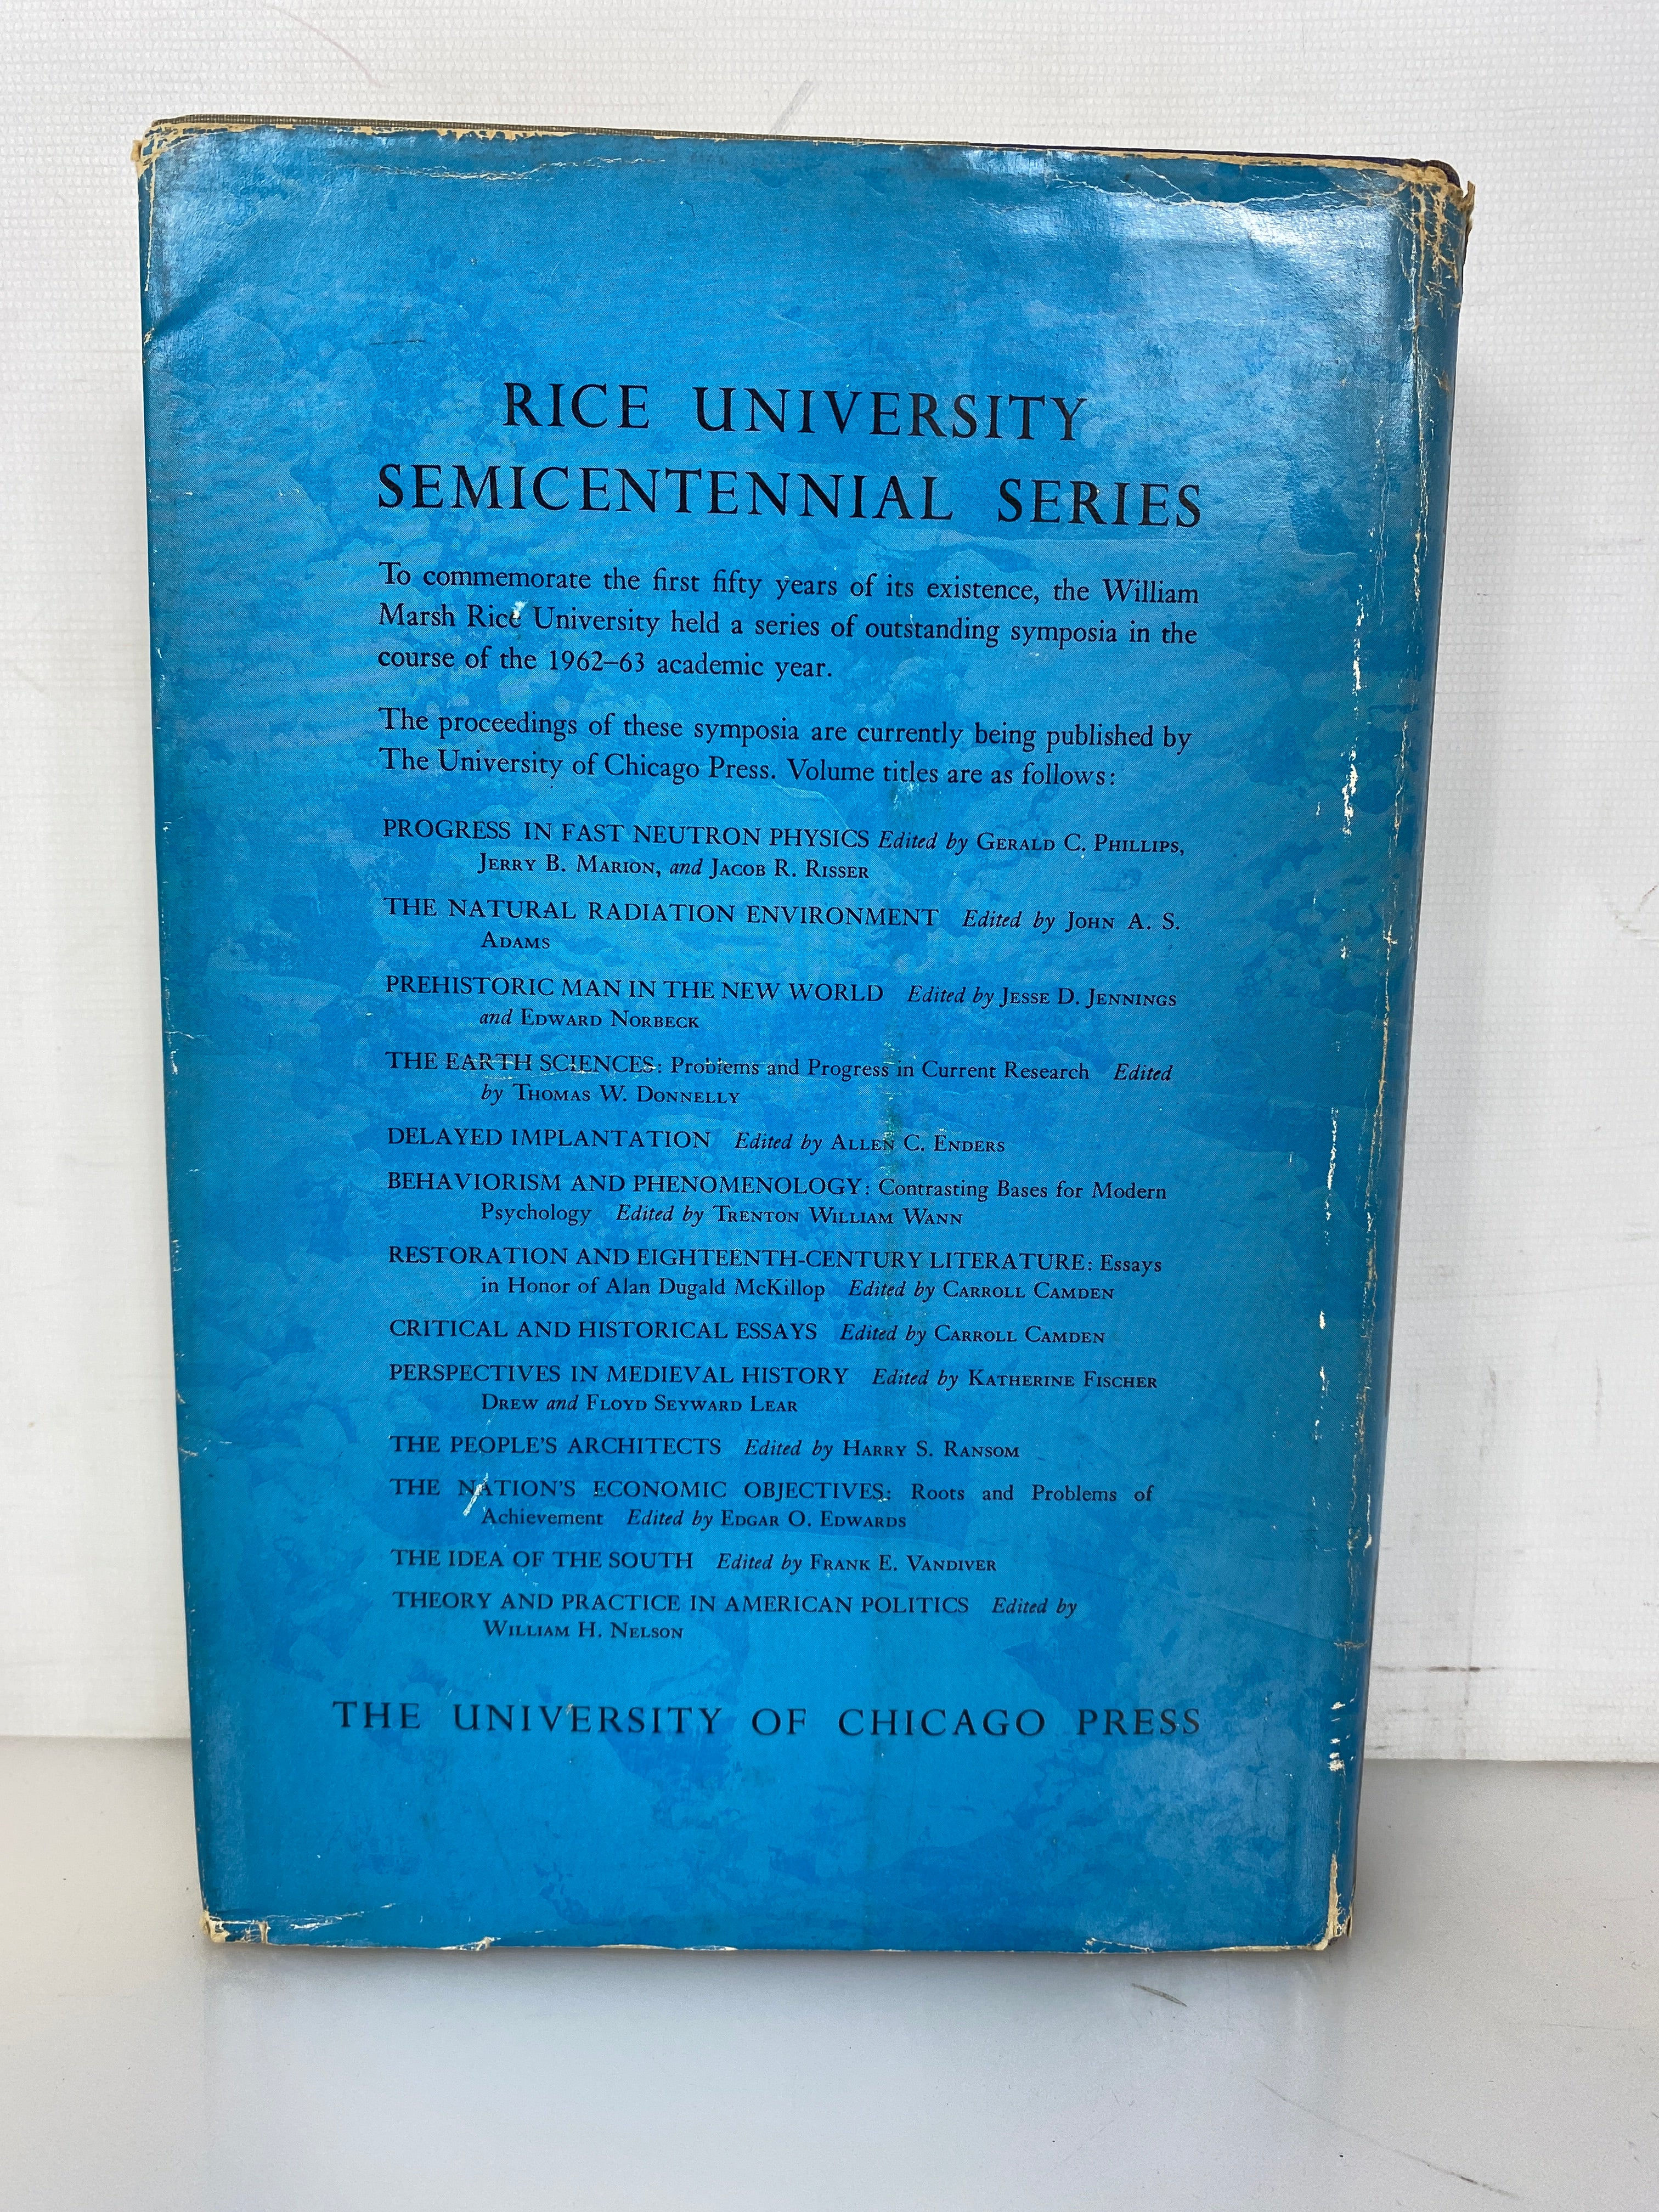 RICE UNIVERSITY
SEMICENTENNIAL SERIES
To commemorate the first fifty years of its existence, the William
Marsh Rice University held a series of outstanding symposia in the
course of the 1962–63 academic year.
The proceedings of these symposia are currently being published by
The University of Chicago Press. Volume titles are as follows:
PROGRESS IN FAST NEUTRON PHYSICS Edited by GERALD C. PHILLIPS,
JERRY B. MARION, and JACOB R. RISSER
THE NATURAL RADIATION ENVIRONMENT Edited by JOHN A. S.
ADAMS
PREHISTORIC MAN IN THE NEW WORLD Edited by JESSE D. JENNINGS
and EDWARD NORBECK
THE EARTH SCIENCES: Problems and Progress in Current Research Edited
by THOMAS W. DONNELLY
DELAYED IMPLANTATION Edited by ALLEN C. ENDERS
BEHAVIORISM AND PHENOMENOLOGY: Contrasting Bases for Modern
Psychology Edited by TRENTON WILLIAM WANN
RESTORATION AND EIGHTEENTH-CENTURY LITERATURE: Essays
in Honor of Alan Dugald McKillop Edited by CARROLL CAMDEN
CRITICAL AND HISTORICAL ESSAYS Edited by CARROLL CAMDEN
PERSPECTIVES IN MEDIEVAL HISTORY Edited by KATHERINE FISCHER
DREW and FLOYD SEYWARD LEAR
THE PEOPLE'S ARCHITECTS Edited by HARRY S. RANSOM
THE NATION'S ECONOMIC OBJECTIVES: Roots and Problems of
Achievement Edited by EDGAR O. EDWARDS
THE IDEA OF THE SOUTH Edited by FRANK E. VANDIVER
THEORY AND PRACTICE IN AMERICAN POLITICS Edited by
WILLIAM H. NELSON
THE UNIVERSITY OF CHICAGO PRESS